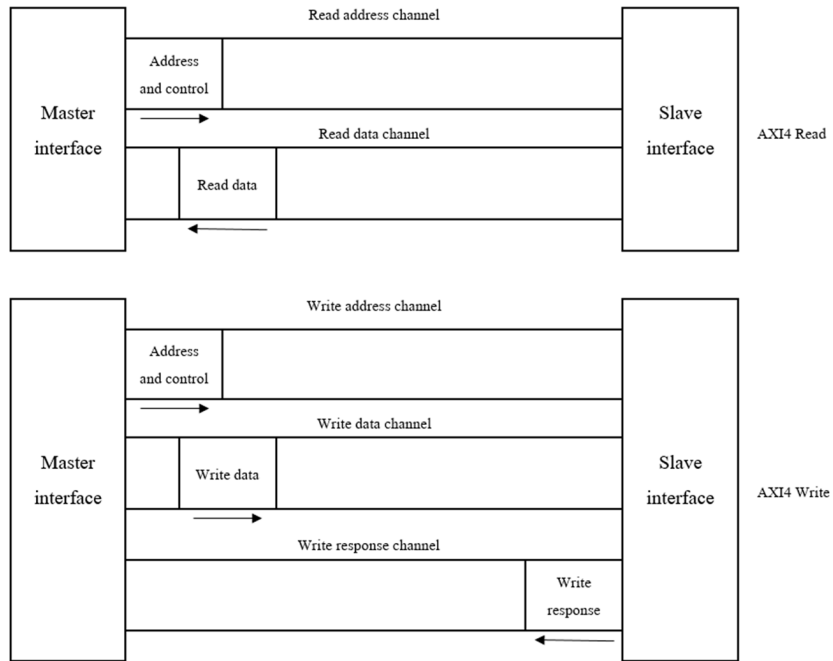 Read address channel
Address
and control
Master
interface
Slave
interface
AXI4 Read
Read data channel
Read data
Write address channel
Address
and control
Write data channel
Master
interface
Write data
Slave
interface
AXI4 Write
Write response channel
Write
response